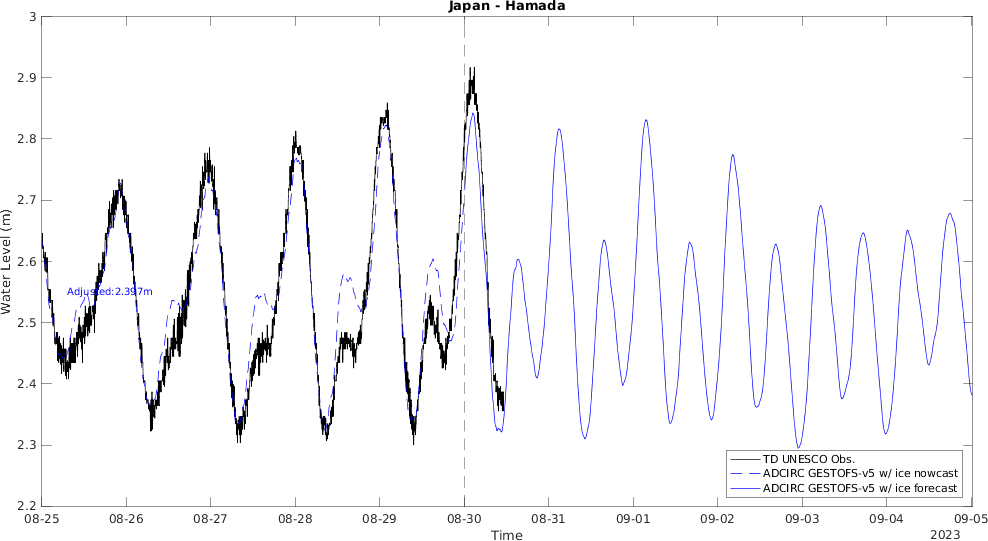 Japan - Hamada
3
2.9
2.8
2.7
2.6
2.5
2.4
2.3
2.2
Water Level (m)
Adjusted:2.397m
TD UNESCO Obs.
ADCIRC GESTOFS-v5 w/ ice nowcast
ADCIRC GESTOFS-v5 w/ ice forecast
08-25 08-26 08-27 08-28 08-29 08-30 08-31 09-01 09-02 09-03 09-04 09-05
Time
2023